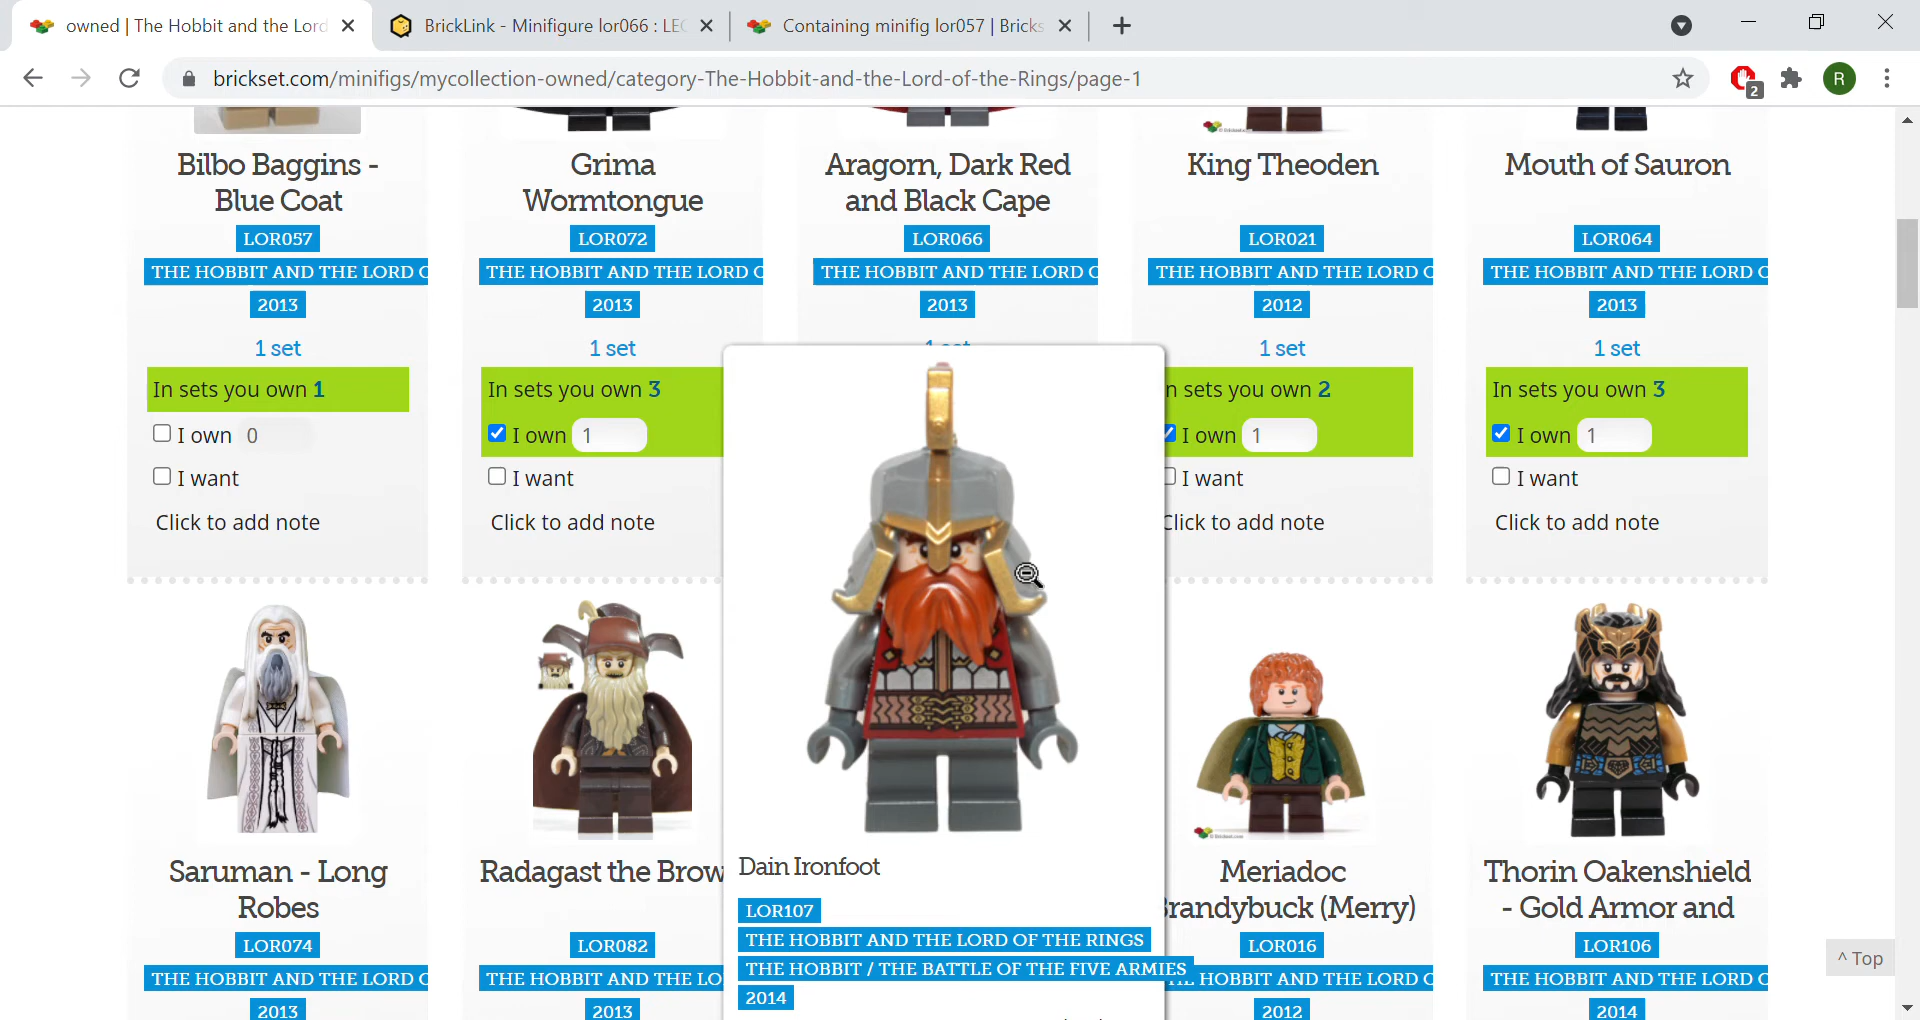 owned | The Hobbit and the Lord
BrickLink - Minifigure lor066 : LEG
Containing minifig lor057 | Bricks
brickset.com/minifigs/mycollection-owned/category-The-Hobbit-and-the-Lord-of-the-Rings/page-1
2
R
Bilbo Baggins -
Blue Coat
LOR057
THE HOBBIT AND THE LORD O
2013
1 set
In sets you own 1
I own 0
I want
Click to add note
Grima
Wormtongue
LOR072
THE HOBBIT AND THE LORD O
2013
1 set
In sets you own 3
I own 1
I want
Click to add note
Aragorn, Dark Red
and Black Cape
LOR066
THE HOBBIT AND THE LORD O
2013
1 set
King Theoden
LOR021
THE HOBBIT AND THE LORD O
2012
1 set
n sets you own 2
I own 1
I want
Click to add note
Mouth of Sauron
LOR064
THE HOBBIT AND THE LORD O
2013
1 set
In sets you own 3
I own 1
I want
Click to add note
Saruman - Long
Robes
LOR074
THE HOBBIT AND THE LORD O
2013
Radagast the Brow
LOR082
THE HOBBIT AND THE LO
2013
Dain Ironfoot
LOR107
THE HOBBIT AND THE LORD OF THE RINGS
THE HOBBIT / THE BATTLE OF THE FIVE ARMIES
2014
Meriadoc
Brandybuck (Merry)
LOR016
HOBBIT AND THE LORD O
2012
Thorin Oakenshield
- Gold Armor and
LOR106
THE HOBBIT AND THE LORD O
2014
^ Top